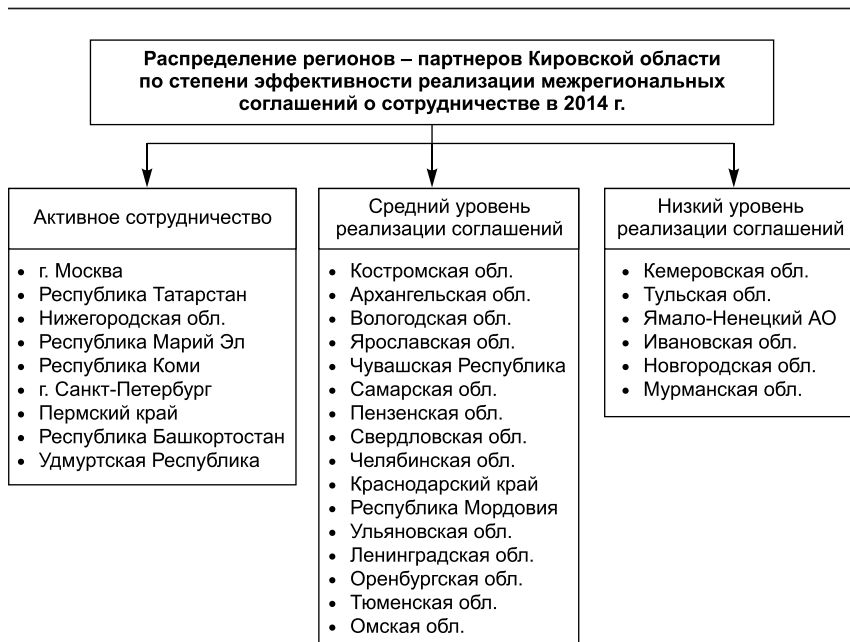 Распределение регионов – партнеров Кировской области
по степени эффективности реализации межрегиональных
соглашений о сотрудничестве в 2014 г.
Активное сотрудничество
• г. Москва
• Республика Татарстан
• Нижегородская обл.
• Республика Марий Эл
• Республика Коми
• г. Санкт-Петербург
• Пермский край
• Республика Башкортостан
• Удмуртская Республика
Средний уровень
реализации соглашений
• Костромская обл.
• Архангельская обл.
• Вологодская обл.
• Ярославская обл.
• Чувашская Республика
• Самарская обл.
• Пензенская обл.
• Свердловская обл.
• Челябинская обл.
• Краснодарский край
• Республика Мордовия
• Ульяновская обл.
• Ленинградская обл.
• Оренбургская обл.
• Тюменская обл.
• Омская обл.
Низкий уровень
реализации соглашений
• Кемеровская обл.
• Тульская обл.
• Ямало-Ненецкий АО
• Ивановская обл.
• Новгородская обл.
• Мурманская обл.